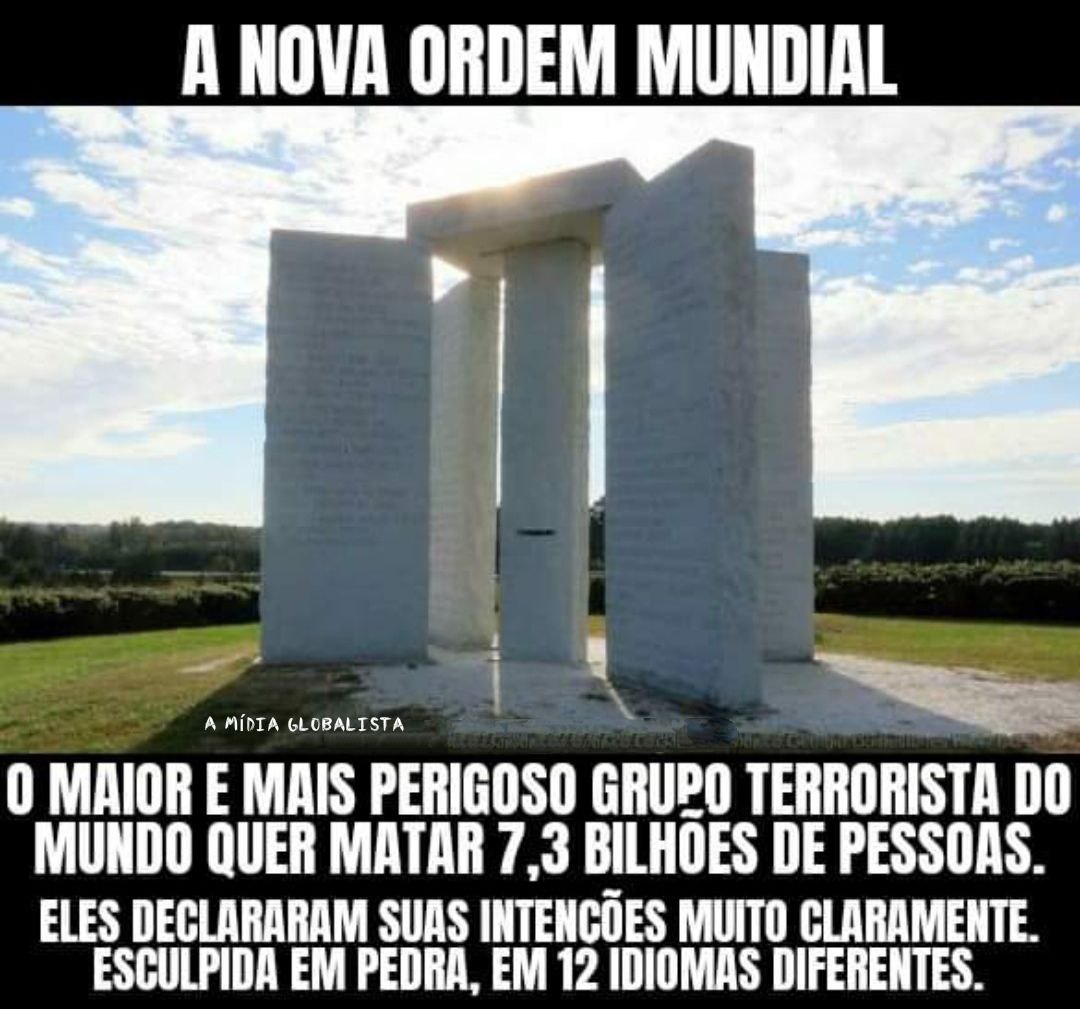 A NOVA ORDEM MUNDIAL
A MÍDIA GLOBALISTA
O MAIOR E MAIS PERIGOSO GRUPO TERRORISTA DO
MUNDO QUER MATAR 7,3 BILHÕES DE PESSOAS.
ELES DECLARARAM SUAS INTENÇÕES MUITO CLARAMENTE.
ESCULPIDA EM PEDRA, EM 12 IDIOMAS DIFERENTES.